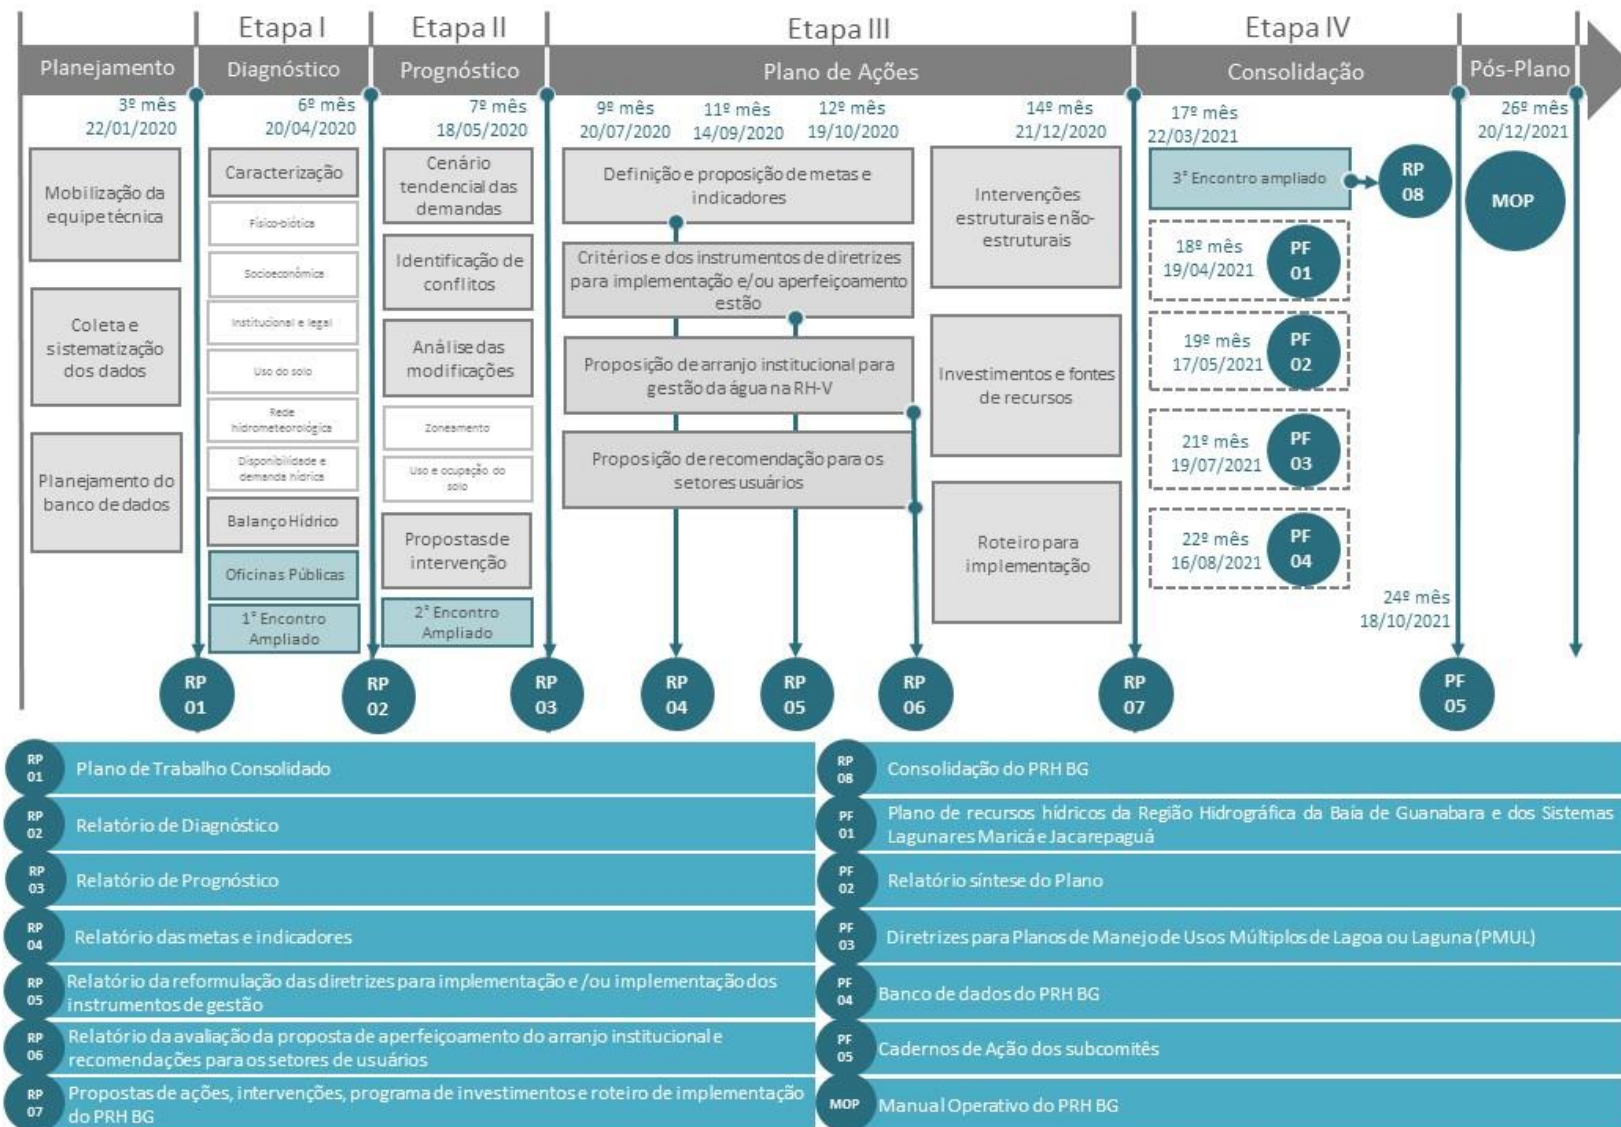 Etapa I
Etapa II
Etapa III
Etapa IV
Planejamento
Diagnóstico
Prognóstico
Plano de Ações
Consolidação
Pós-Plano
3º mês
22/01/2020
6º mês
20/04/2020
7º mês
18/05/2020
9º mês
20/07/2020
11º mês
14/09/2020
12º mês
19/10/2020
14º mês
21/12/2020
17º mês
22/03/2021
26º mês
20/12/2021
Mobilização da
equipe técnica
Coleta e
sistematização
dos dados
Planejamento do
banco de dados
Caracterização
Físico-biótica
Socioeconômica
Institucional e legal
Uso do solo
Rede
hidrometeorológica
Disponibilidade e
demanda hídrica
Balanço Hídrico
Oficinas Públicas
1° Encontro
Ampliado
Cenário
tendencial das
demandas
Identificação de
conflitos
Análise das
modificações
Zoneamento
Uso e ocupação do
solo
Propostas de
intervenção
2° Encontro
Ampliado
Definição e proposição de metas e
indicadores
Critérios e dos instrumentos de diretrizes
para implementação e/ou aperfeiçoamento
estão
Proposição de arranjo institucional para
gestão da água na RH-V
Proposição de recomendação para os
setores usuários
Intervenções
estruturais e não-
estruturais
Investimentos e fontes
de recursos
Roteiro para
implementação
3° Encontro ampliado
RP
08
18º mês
19/04/2021
PF
01
19º mês
17/05/2021
PF
02
21º mês
19/07/2021
PF
03
22º mês
16/08/2021
PF
04
24º mês
18/10/2021
MOP
RP
01
RP
02
RP
03
RP
04
RP
05
RP
06
RP
07
PF
05
RP
01
Plano de Trabalho Consolidado
RP
02
Relatório de Diagnóstico
RP
03
Relatório de Prognóstico
RP
04
Relatório das metas e indicadores
RP
05
Relatório da reformulação das diretrizes para implementação e /ou implementação dos
instrumentos de gestão
RP
06
Relatório da avaliação da proposta de aperfeiçoamento do arranjo institucional e
recomendações para os setores de usuários
RP
07
Propostas de ações, intervenções, programa de investimentos e roteiro de implementação
do PRH BG
RP
08
Consolidação do PRH BG
PF
01
Plano de recursos hídricos da Região Hidrográfica da Baía de Guanabara e dos Sistemas
Lagunares Maricá e Jacarepaguá
PF
02
Relatório síntese do Plano
PF
03
Diretrizes para Planos de Manejo de Usos Múltiplos de Lagoa ou Laguna (PMUL)
PF
04
Banco de dados do PRH BG
PF
05
Cadernos de Ação dos subcomitês
MOP
Manual Operativo do PRH BG